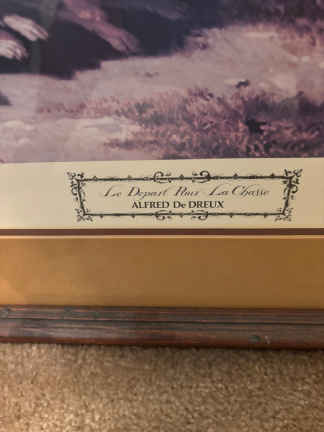 Le Depart Pour La Chasse
ALFRED De DREUX